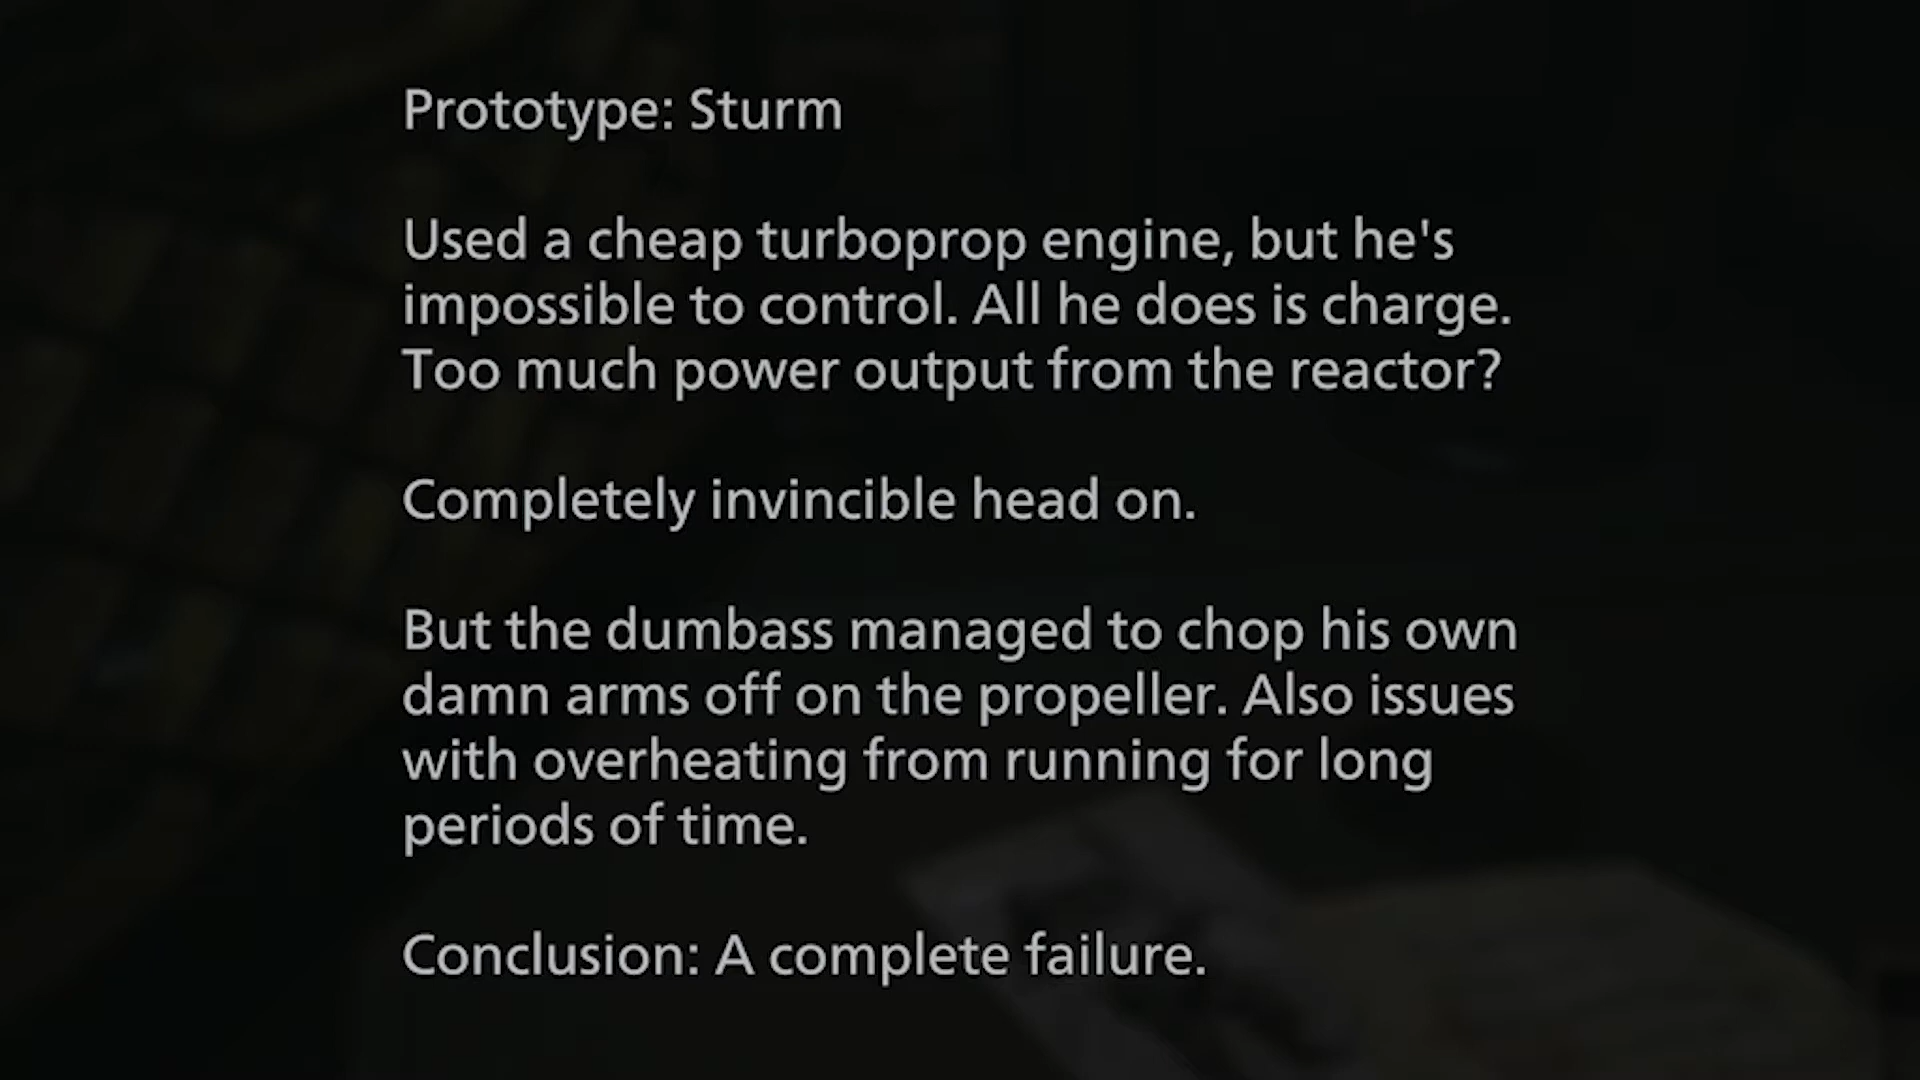 Prototype: Sturm
Used a cheap turboprop engine, but he's
impossible to control. All he does is charge.
Too much power output from the reactor?
Completely invincible head on.
But the dumbass managed to chop his own
damn arms off on the propeller. Also issues
with overheating from running for long
periods of time.
Conclusion: A complete failure.